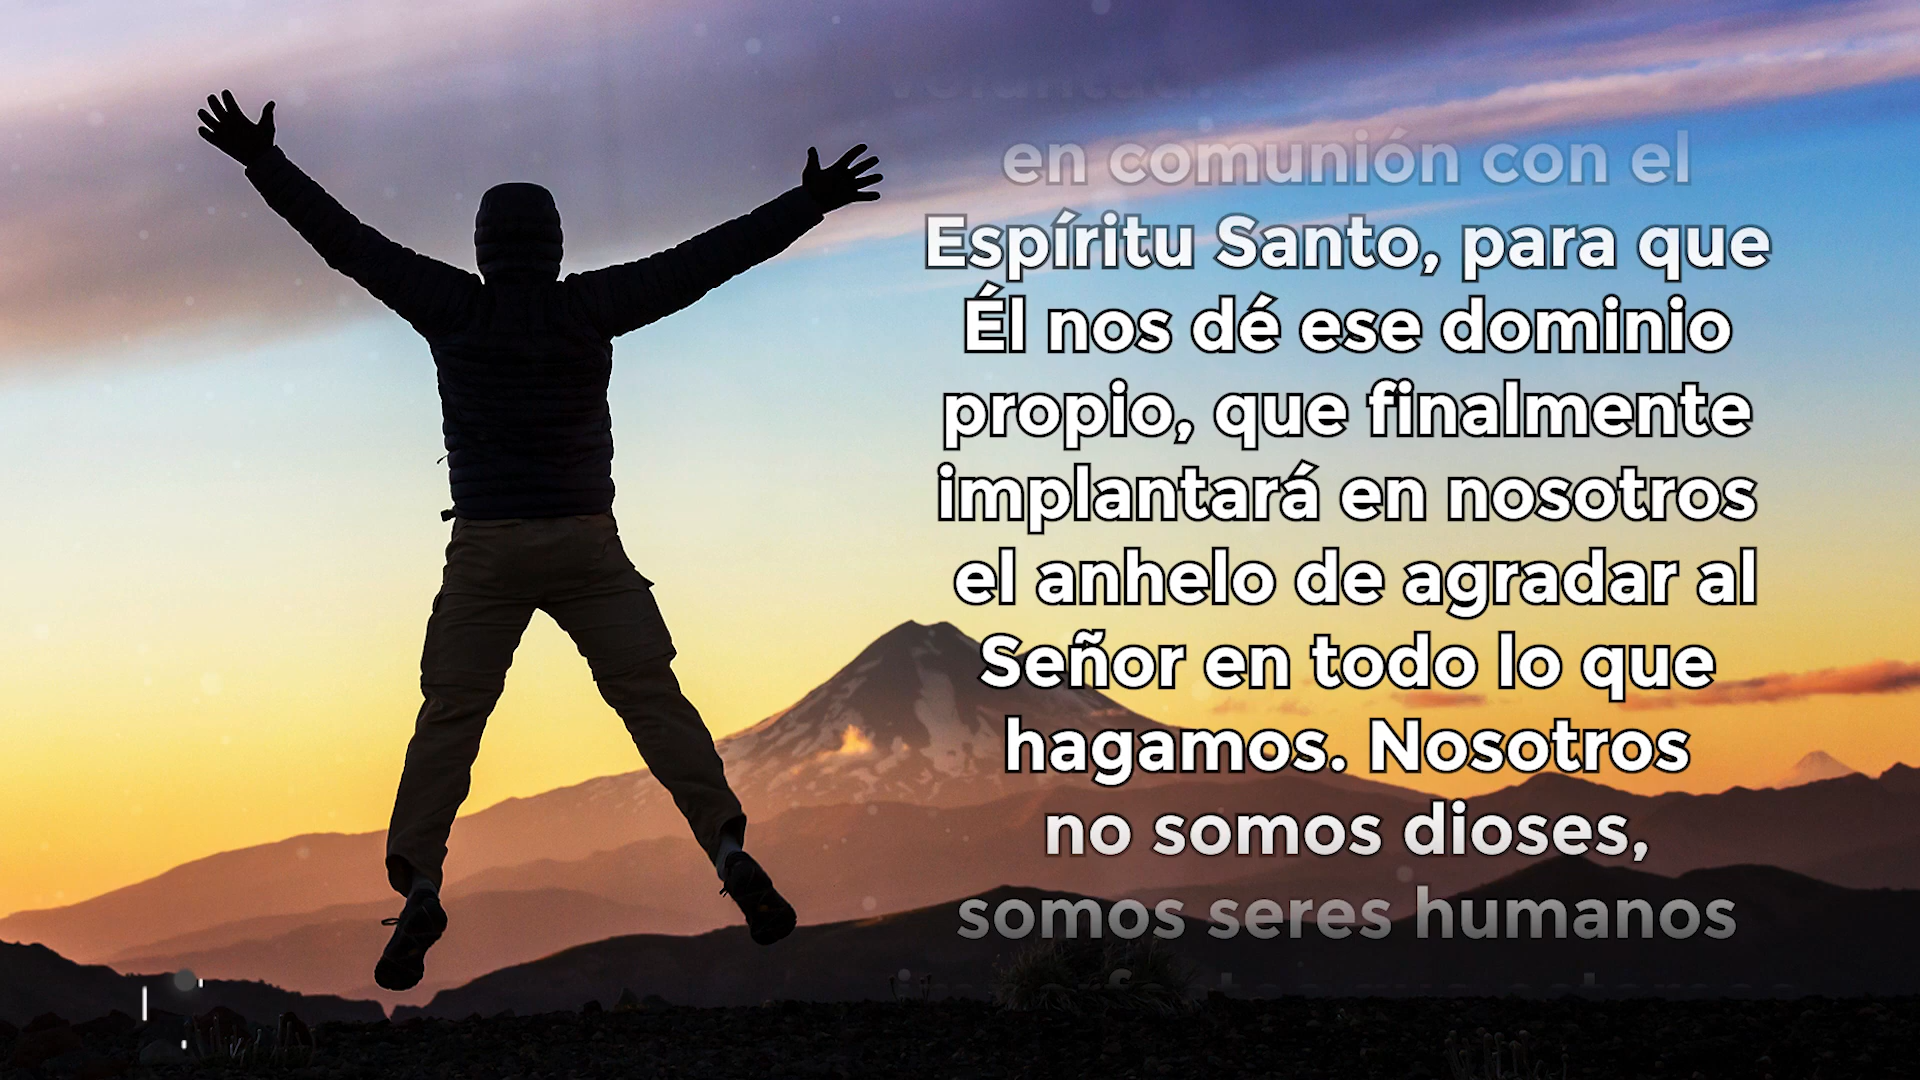 en comunión con el
Espíritu Santo, para que
Él nos dé ese dominio
propio, que finalmente
implantará en nosotros
el anhelo de agradar al
Señor en todo lo que
hagamos. Nosotros
no somos dioses,
somos seres humanos